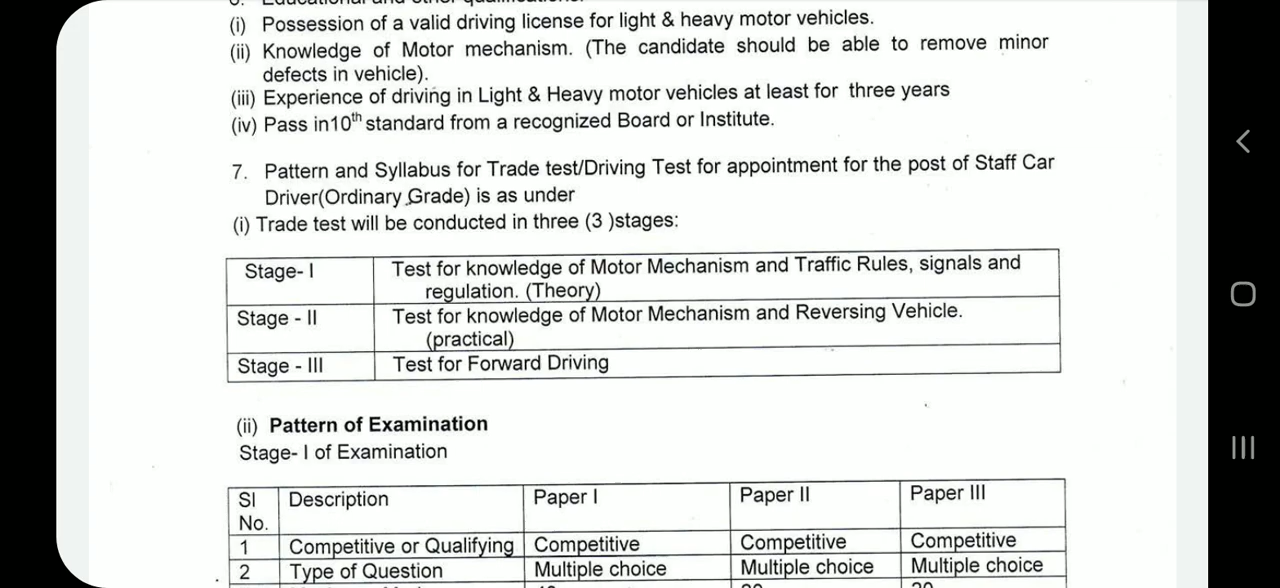 (i) Possession of a valid driving license for light & heavy motor vehicles.
(ii) Knowledge of Motor mechanism. (The candidate should be able to remove minor
defects in vehicle).
(iii) Experience of driving in Light & Heavy motor vehicles at least for three years
(iv) Pass in10th standard from a recognized Board or Institute.
7. Pattern and Syllabus for Trade test/Driving Test for appointment for the post of Staff Car
Driver(Ordinary Grade) is as under
(i) Trade test will be conducted in three (3 )stages:
Stage- I Test for knowledge of Motor Mechanism and Traffic Rules, signals and
regulation. (Theory)
Stage - II Test for knowledge of Motor Mechanism and Reversing Vehicle.
(practical)
Stage - III Test for Forward Driving
(ii) Pattern of Examination
Stage- I of Examination
Sl Description Paper I Paper II Paper III
No.
1 Competitive or Qualifying Competitive Competitive Competitive
2 Type of Question Multiple choice Multiple choice Multiple choice